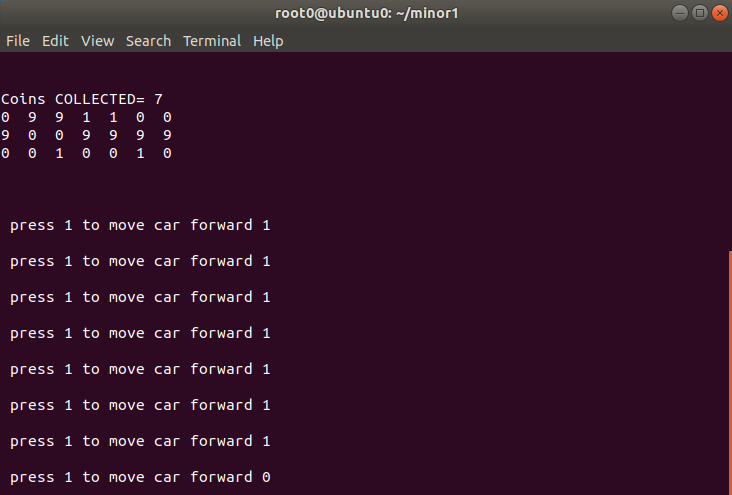 root0@ubuntu0: ~/minor1
File Edit View Search Terminal Help
Coins COLLECTED= 7
0  9  9  1  1  0  0
9  0  0  9  9  9  9
0  0  1  0  0  1  0
press 1 to move car forward 1
press 1 to move car forward 1
press 1 to move car forward 1
press 1 to move car forward 1
press 1 to move car forward 1
press 1 to move car forward 1
press 1 to move car forward 1
press 1 to move car forward 0